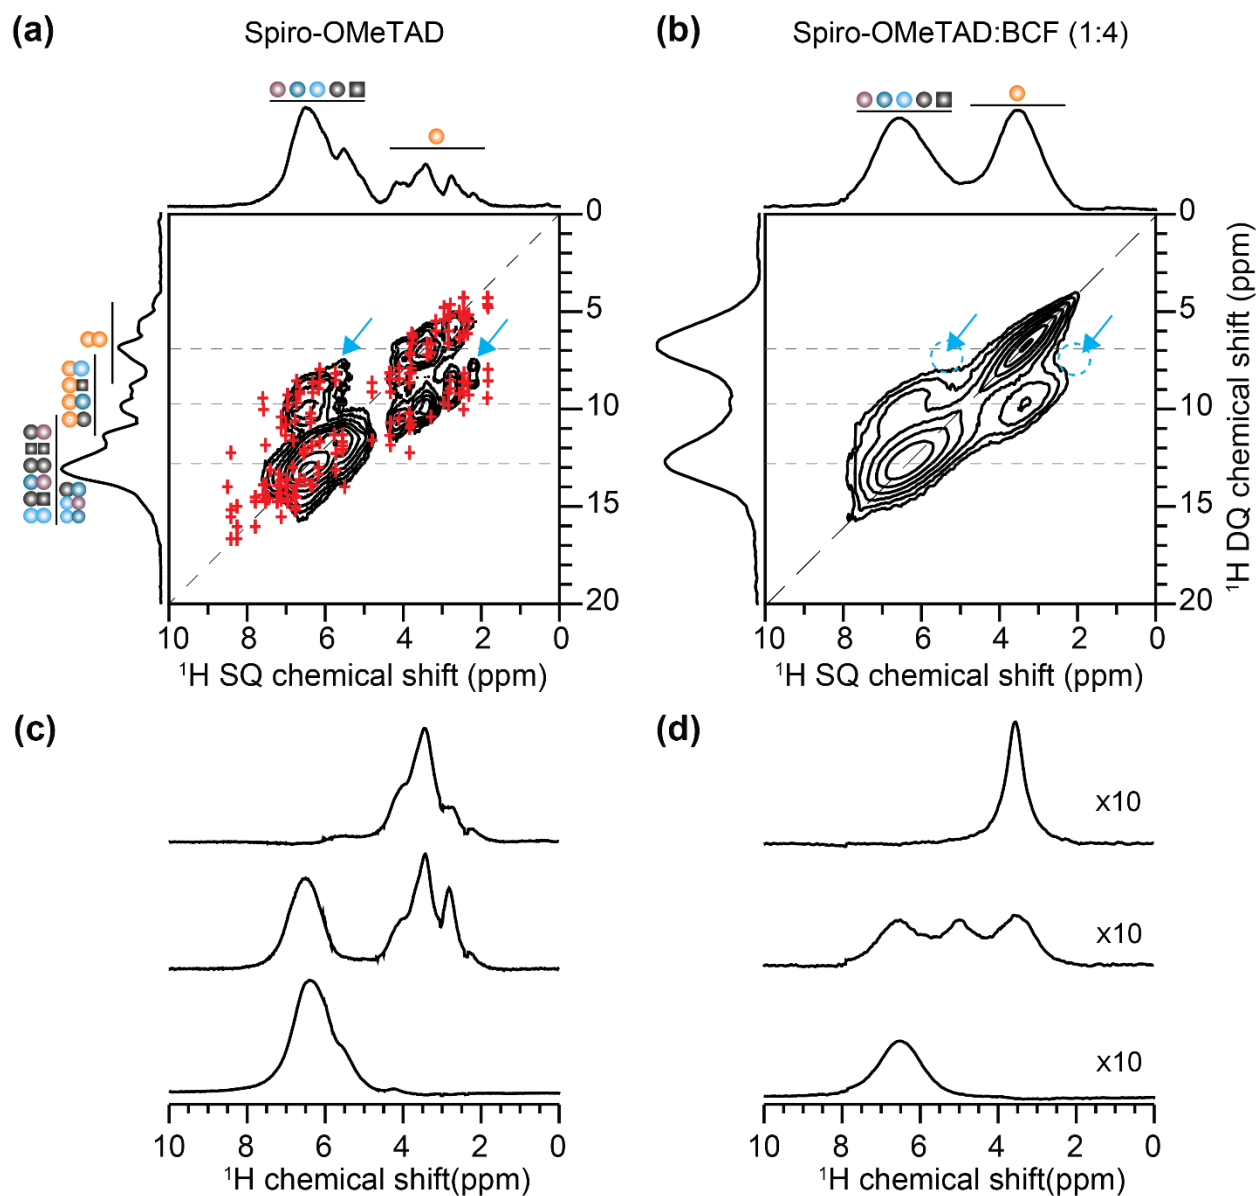 (a) Spiro-OMeTAD
(b) Spiro-OMeTAD:BCF (1:4)
0
5
10
15
20
10 8 6 4 2 0
¹H SQ chemical shift (ppm)
0
5
10
15
20
¹H DQ chemical shift (ppm)
10 8 6 4 2 0
¹H SQ chemical shift (ppm)
(c)
10 8 6 4 2 0
¹H chemical shift(ppm)
(d)
x10
x10
x10
10 8 6 4 2 0
¹H chemical shift(ppm)